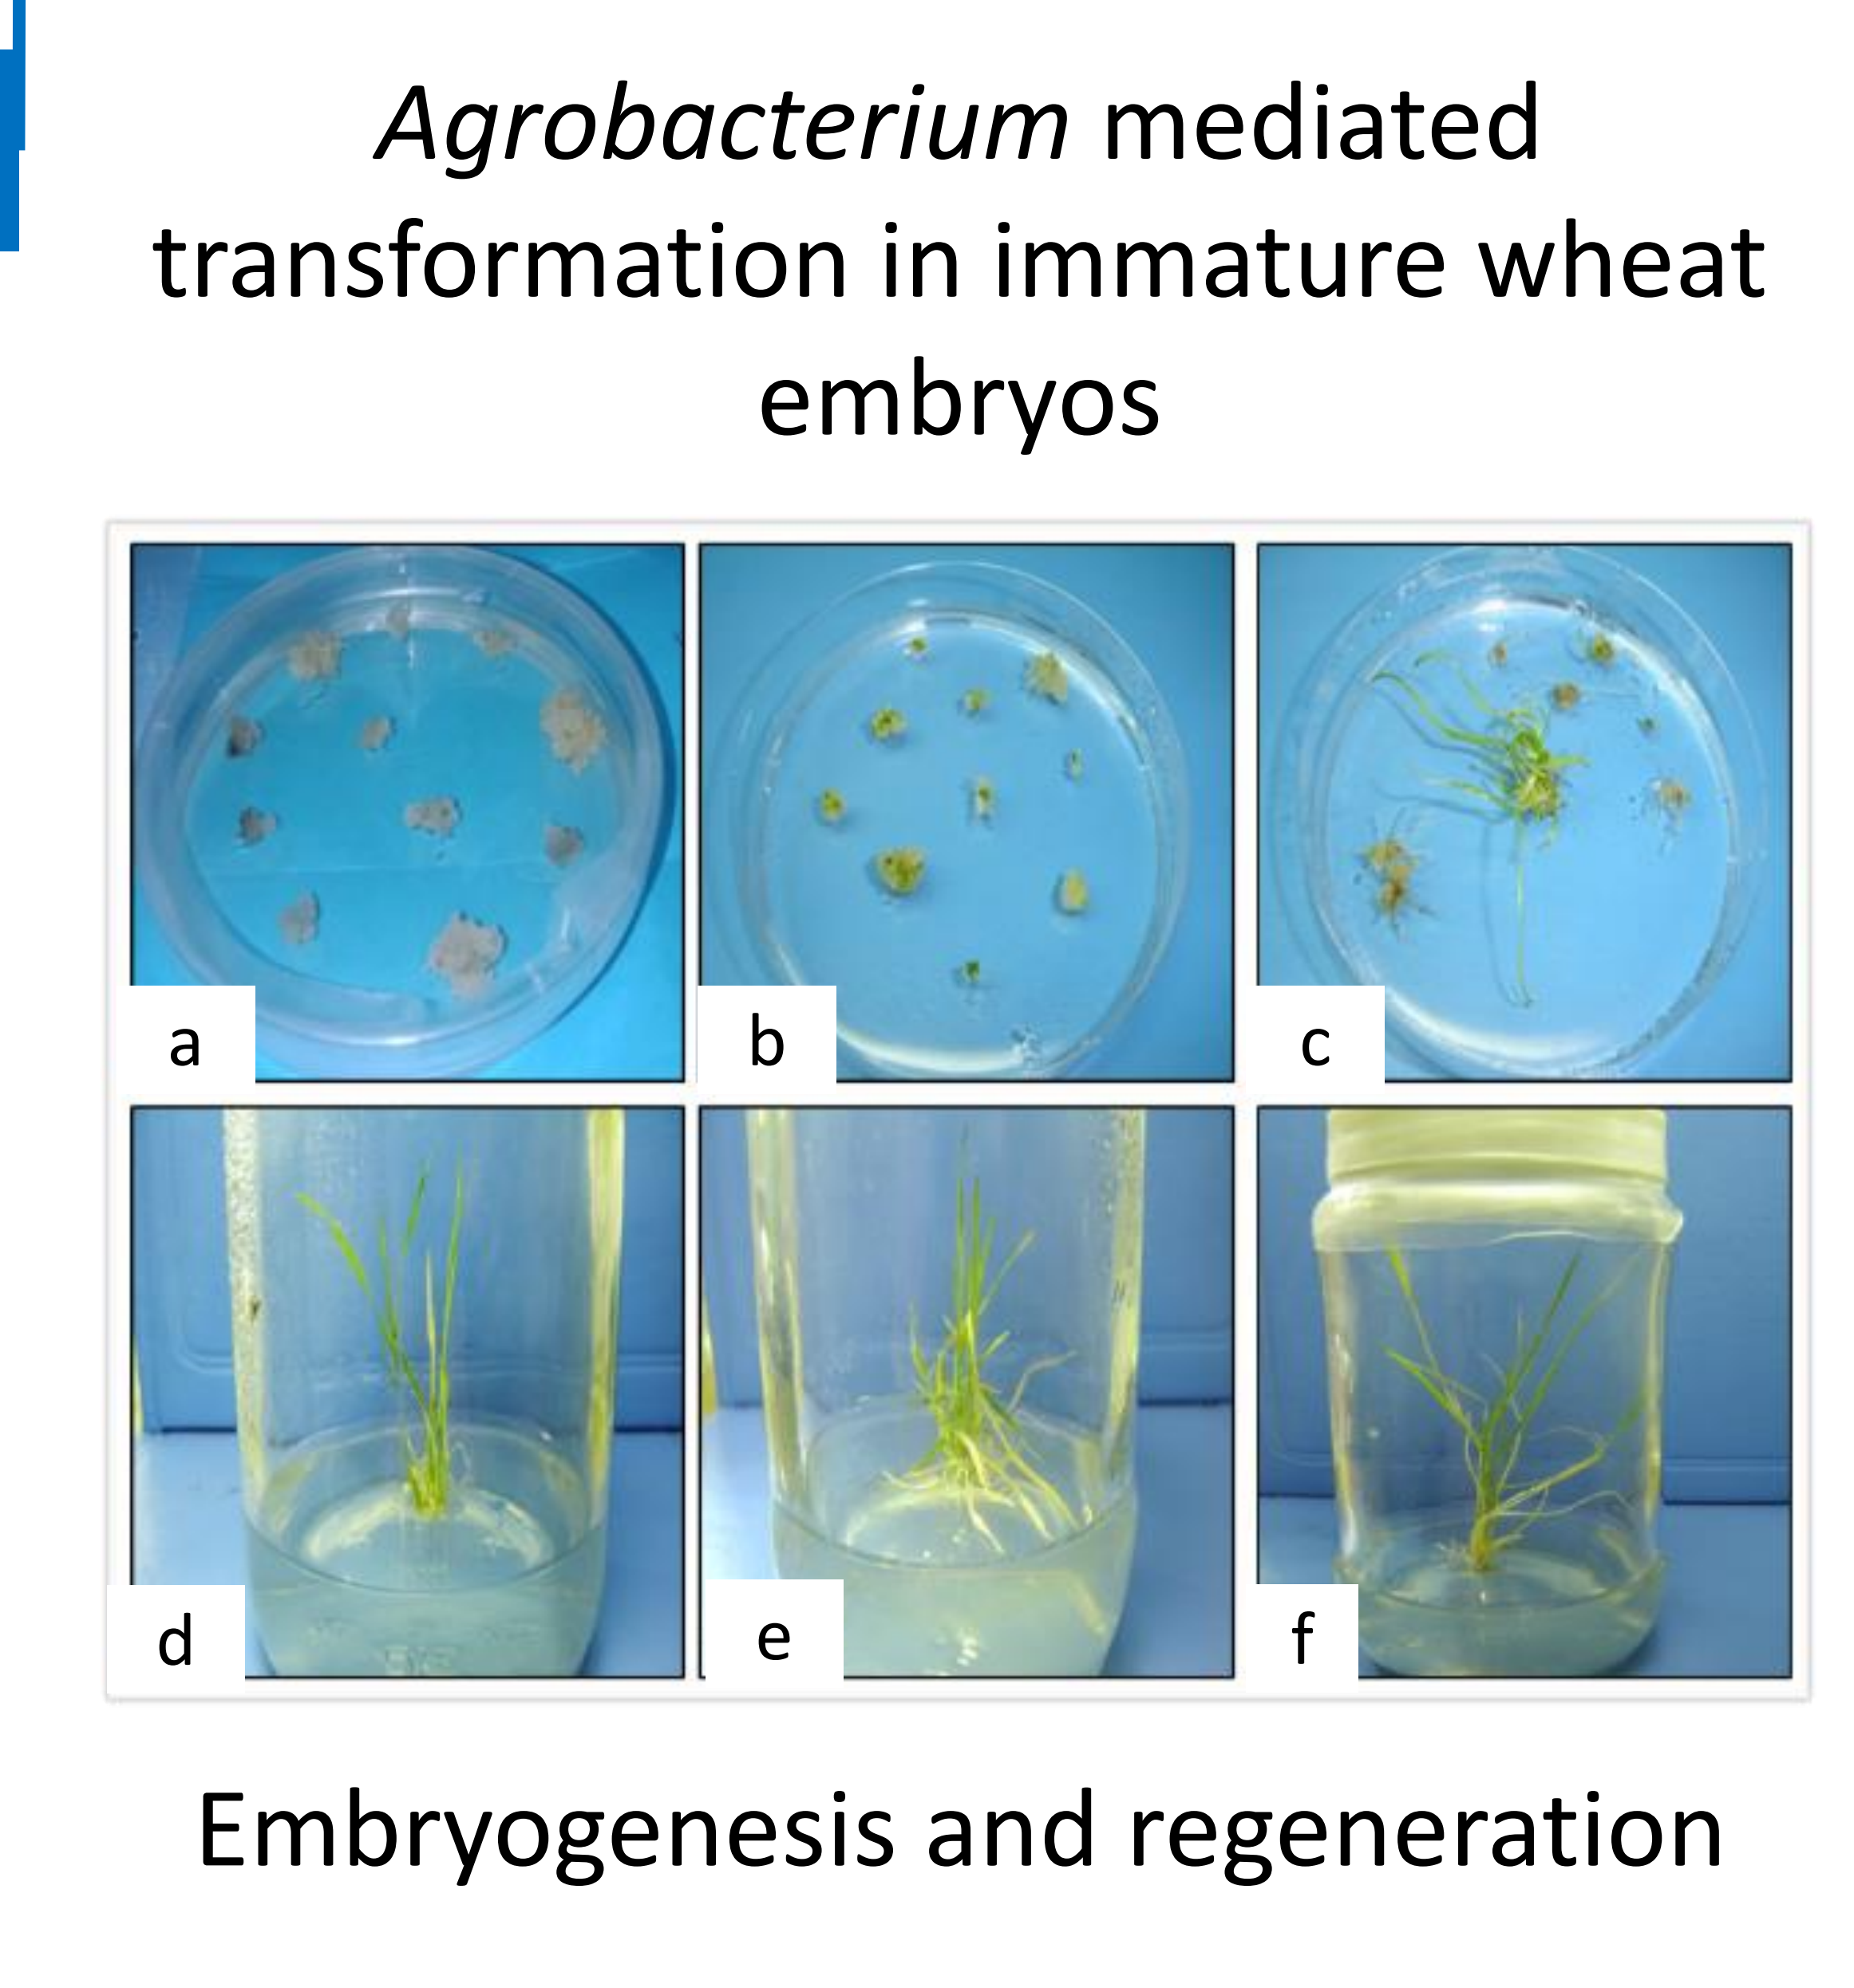 Agrobacterium mediated
transformation in immature wheat
embryos
a
b
c
d
e
f
Embryogenesis and regeneration